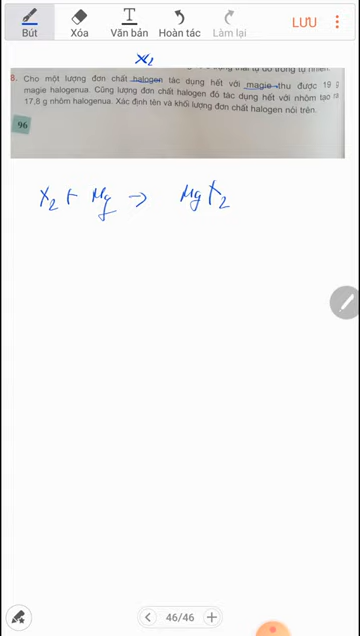 Bút
Xóa
Văn bản
Hoàn tác
Làm lại
LƯU
X₂
8. Cho một lượng đơn chất halogen tác dụng hết với magie thu được 19 g
magie halogenua. Cũng lượng đơn chất halogen đó tác dụng hết với nhôm tạo ra
17,8 g nhôm halogenua. Xác định tên và khối lượng đơn chất halogen nói trên.
96
X₂ + Mg → MgX₂
46/46